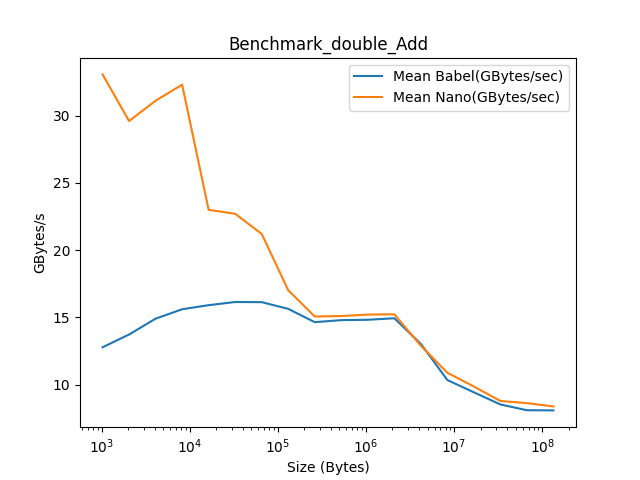 Benchmark_double_Add
Mean Babel(GBytes/sec)
Mean Nano(GBytes/sec)
GBytes/s
30
25
20
15
10
10³ 10⁴ 10⁵ 10⁶ 10⁷ 10⁸
Size (Bytes)